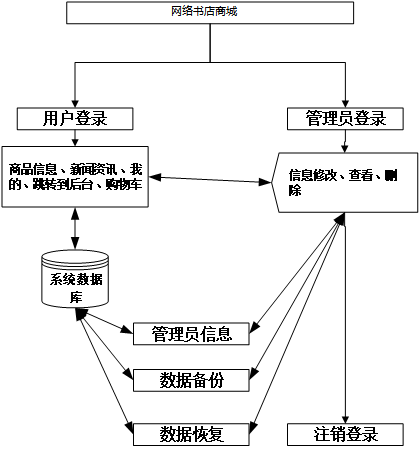 网络书店商城
用户登录
管理员登录
商品信息、新闻资讯、我
的、跳转到后台、购物车
信息修改、查看、删
除
系统数据
库
管理员信息
数据备份
数据恢复
注销登录